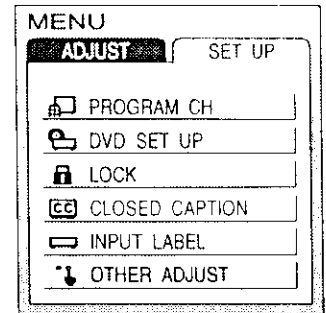 MENU
ADJUST SET UP
PROGRAM CH
DVD SET UP
LOCK
CC CLOSED CAPTION
INPUT LABEL
OTHER ADJUST